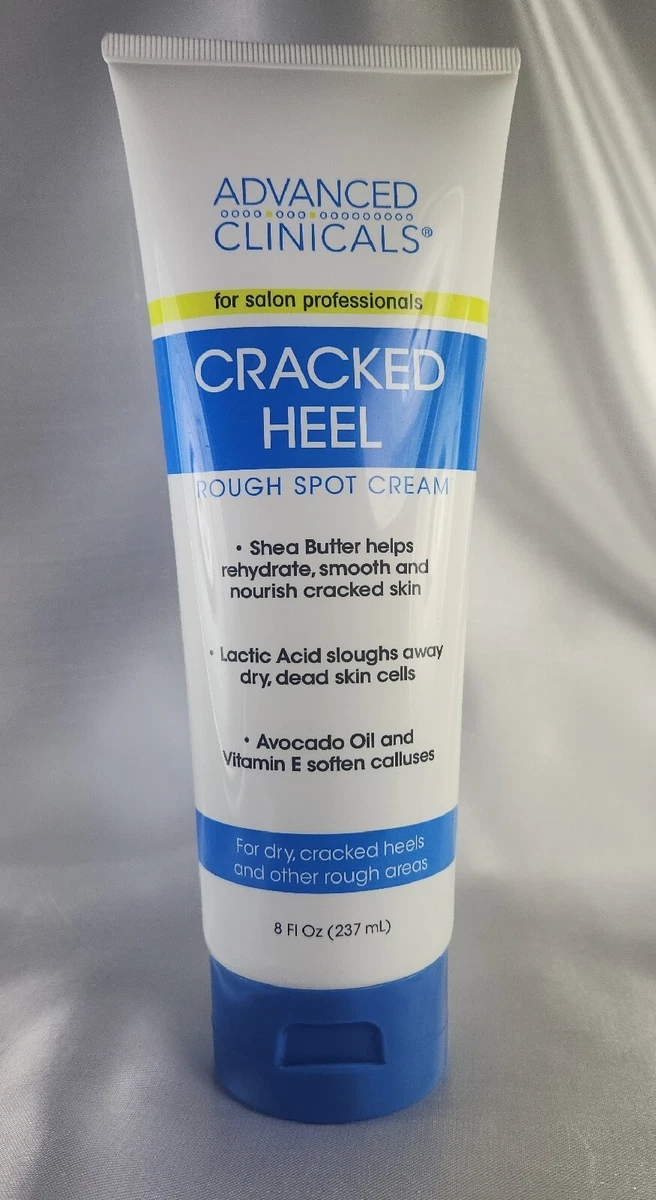 ADVANCED
CLINICALS®
for salon professionals
CRACKED
HEEL
ROUGH SPOT CREAM
• Shea Butter helps
rehydrate, smooth and
nourish cracked skin
• Lactic Acid sloughs away
dry, dead skin cells
• Avocado Oil and
Vitamin E soften calluses
For dry, cracked heels
and other rough areas
8 Fl Oz (237 mL)